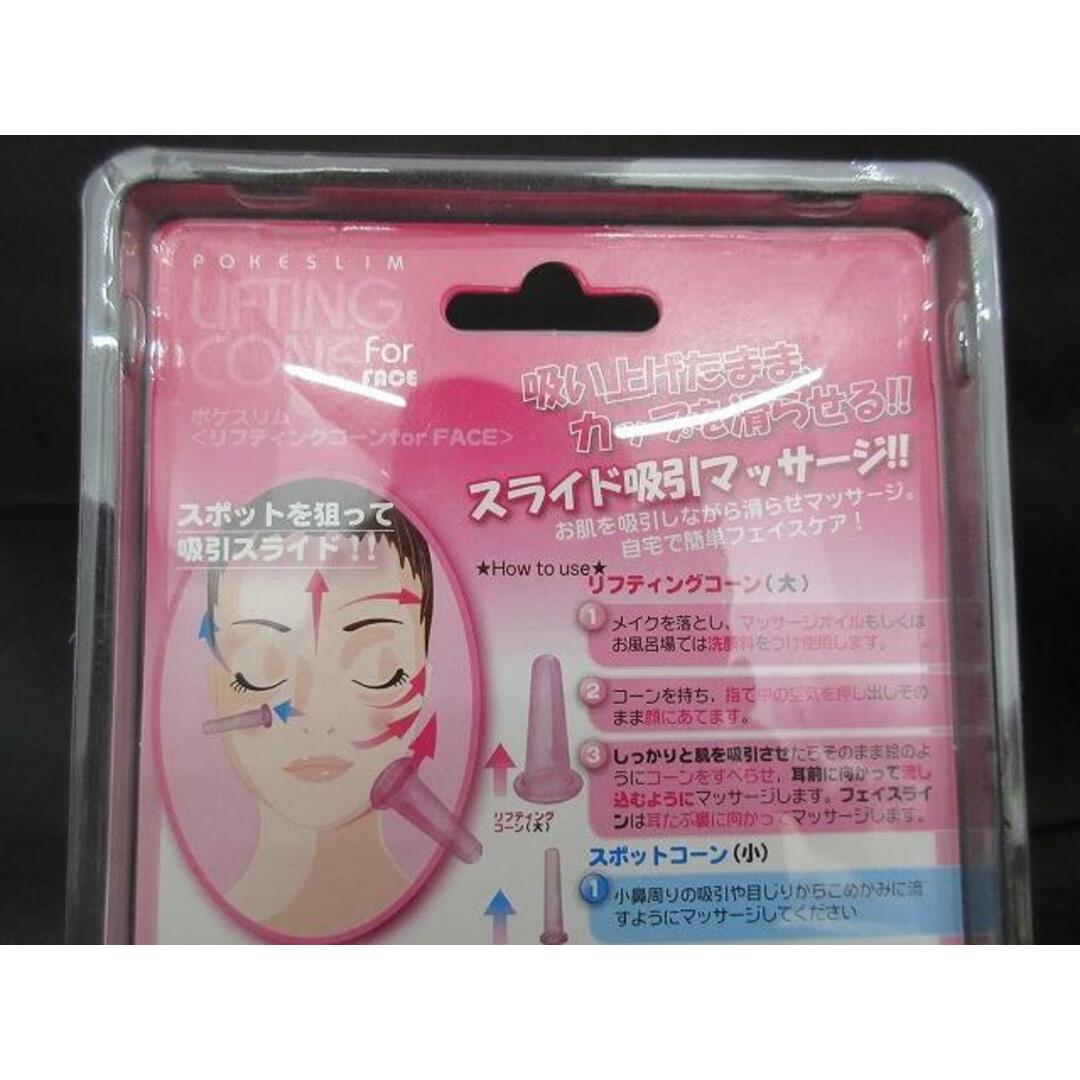 POKESLIM
LIFTING
CONE for
FACE
ポケスリム
＜リフティングコーンfor FACE＞
吸い上げたまま、
カップを滑らせる!!
スライド吸引マッサージ!!
お肌を吸引しながら滑らせマッサージ。
自宅で簡単フェイスケア！
スポットを狙って
吸引スライド！！
★How to use★
リフティングコーン（大）
1 メイクを落とし、マッサージオイルもしくは
お風呂場では洗顔料をつけ使用します。
2 コーンを持ち、指で中の空気を押し出しその
まま顔にあてます。
3 しっかりと肌を吸引させたらそのまま絵のよ
うにコーンをすべらせ、耳前に向かって流し
込むようにマッサージします。フェイスライ
ンは耳たぶ裏に向かってマッサージします。
リフティング
コーン（大）
スポットコーン（小）
1 小鼻周りの吸引や目じりからこめかみに流
すようにマッサージしてください